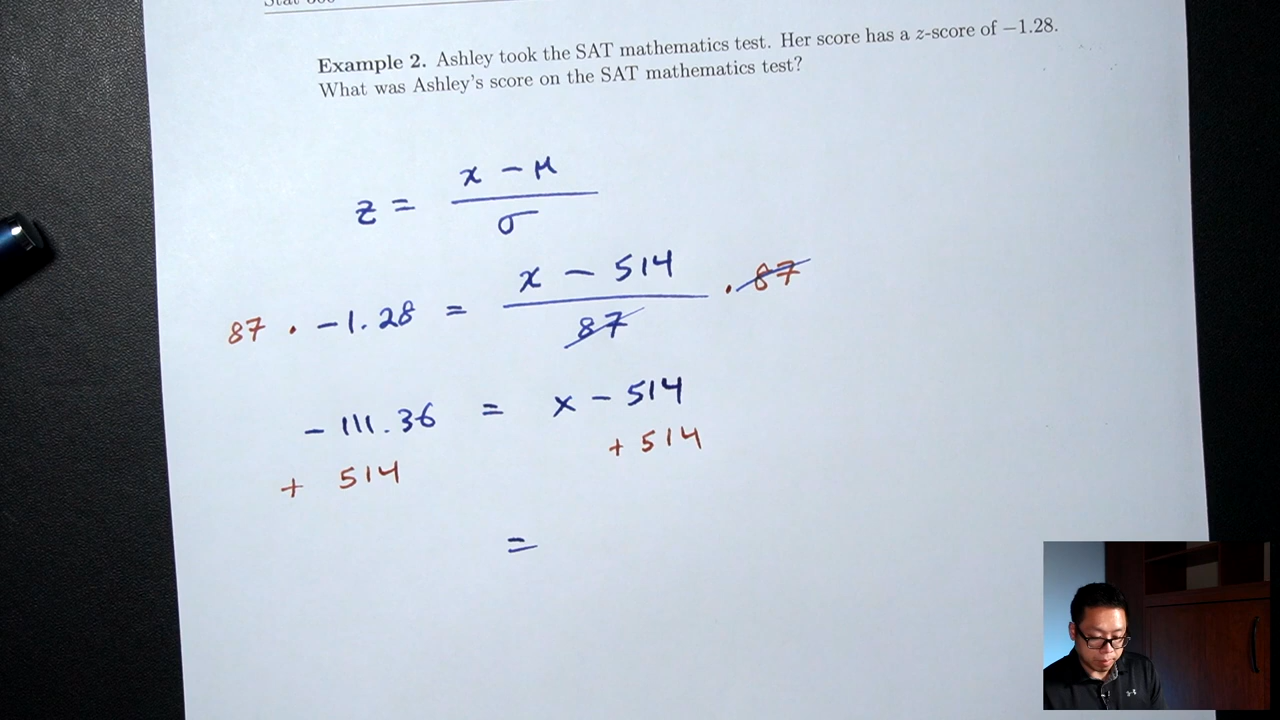 Example 2. Ashley took the SAT mathematics test. Her score has a z-score of −1.28.
What was Ashley's score on the SAT mathematics test?
z = x − μ / σ
87 · −1.28 = x − 514 / 87 · 87
− 111.36 = x − 514
+ 514 + 514
=